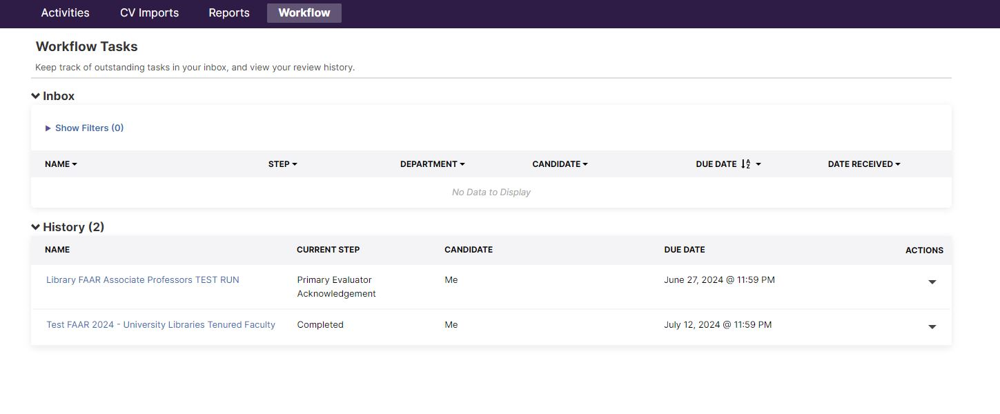 Activities CV Imports Reports Workflow
Workflow Tasks
Keep track of outstanding tasks in your inbox, and view your review history.
Inbox
Show Filters (0)
NAME STEP DEPARTMENT CANDIDATE DUE DATE DATE RECEIVED
No Data to Display
History (2)
NAME CURRENT STEP CANDIDATE DUE DATE ACTIONS
Library FAAR Associate Professors TEST RUN Primary Evaluator Me June 27, 2024 @ 11:59 PM
Acknowledgement
Test FAAR 2024 - University Libraries Tenured Faculty Completed Me July 12, 2024 @ 11:59 PM